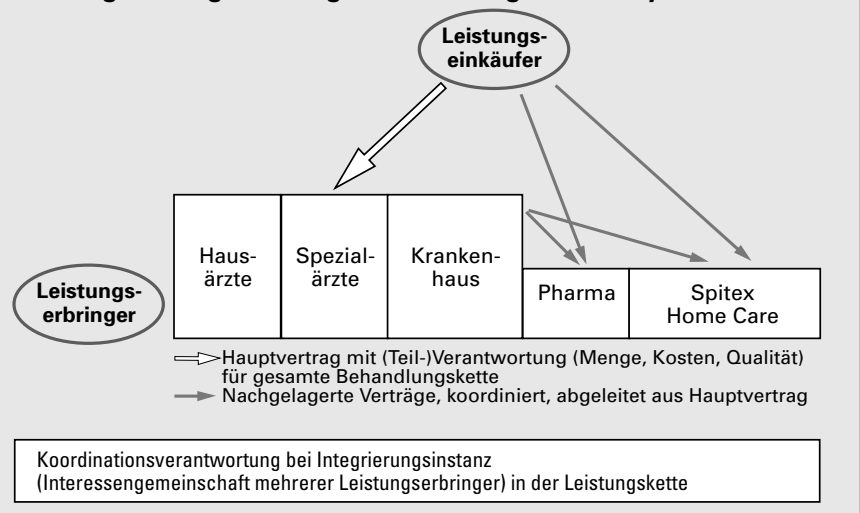 Leistungs-
einkäufer
Haus-
ärzte
Spezial-
ärzte
Kranken-
haus
Leistungs-
erbringer
Pharma
Spitex
Home Care
Hauptvertrag mit (Teil-)Verantwortung (Menge, Kosten, Qualität)
für gesamte Behandlungskette
Nachgelagerte Verträge, koordiniert, abgeleitet aus Hauptvertrag
Koordinationsverantwortung bei Integrierungsinstanz
(Interessengemeinschaft mehrerer Leistungserbringer) in der Leistungskette